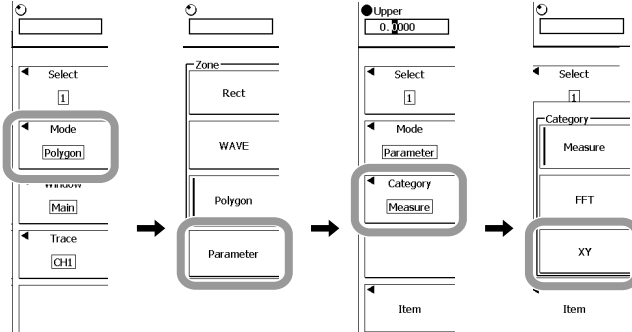 Select
1
Mode
Polygon
Window
Main
Trace
CH1
Zone
Rect
WAVE
Polygon
Parameter
Upper
0.0000
Select
1
Mode
Parameter
Category
Measure
Item
Select
1
Category
Measure
FFT
XY
Item